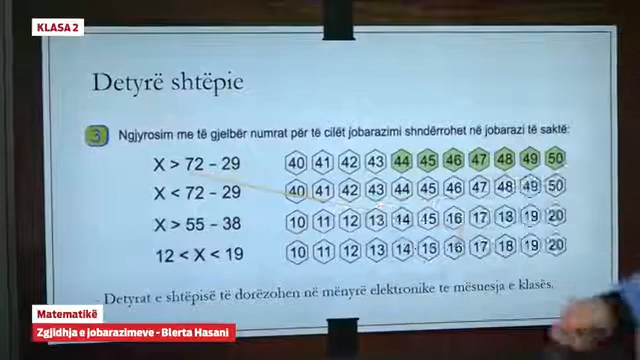 KLASA 2
Detyrë shtëpie
3 Ngjyrosim me të gjelbër numrat për të cilët jobarazimi shndërrohet në jobarazi të saktë:
X > 72 – 29 40 41 42 43 44 45 46 47 48 49 50
X < 72 – 29 40 41 42 43 44 45 46 47 48 49 50
X > 55 – 38 10 11 12 13 14 15 16 17 18 19 20
12 < X < 19 10 11 12 13 14 15 16 17 18 19 20
- Detyrat e shtëpisë të dorëzohen në mënyrë elektronike te mësuesja e klasës.
Matematikë
Zgjidhja e jobarazimeve - Blerta Hasani